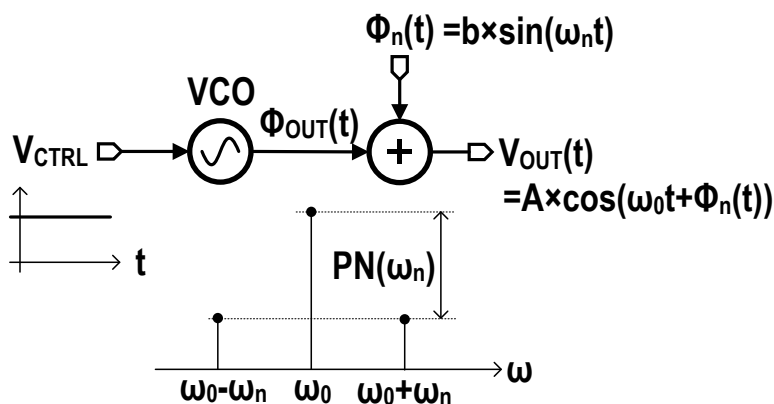 Φn(t) =b×sin(ωnt)
VCO
ΦOUT(t)
VCTRL
+
VOUT(t)
=A×cos(ω0t+Φn(t))
t
PN(ωn)
ω
ω0-ωn
ω0
ω0+ωn